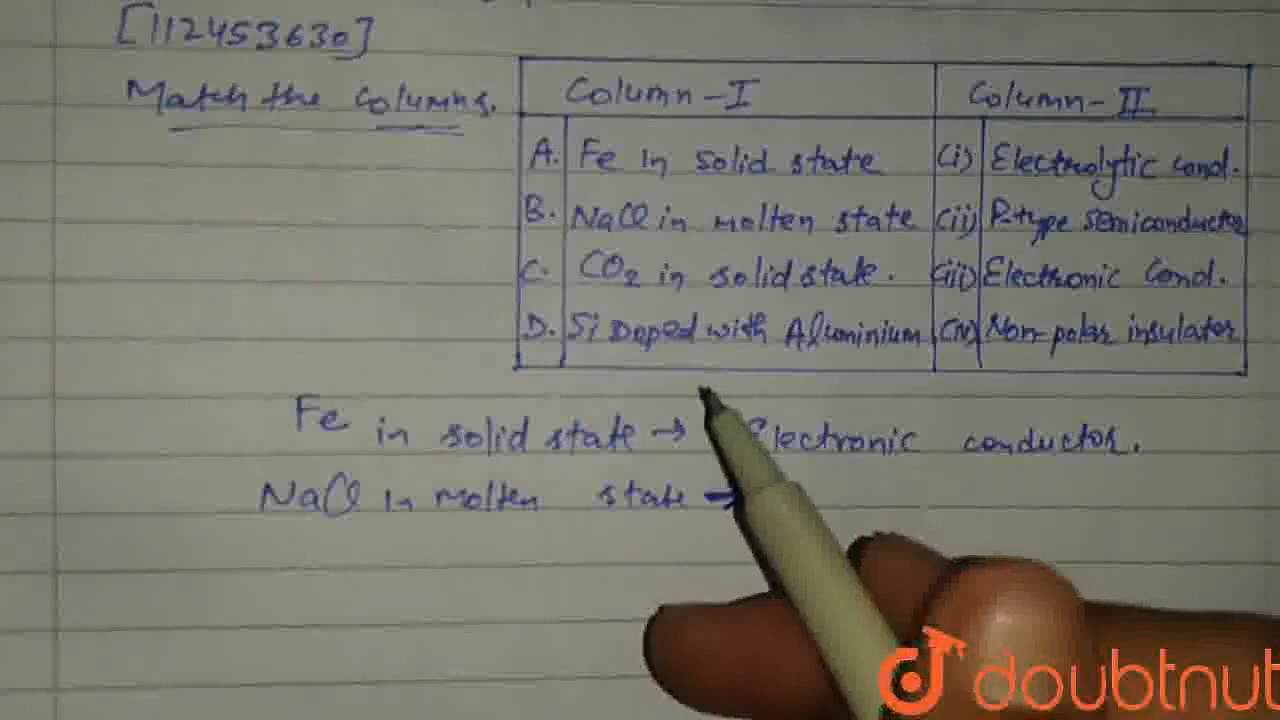 [112453630]
Match the Columns.
Column-I
Column-II
A. Fe in solid state
(i) Electrolytic cond.
B. NaCl in molten state
(ii) P-type semiconductor
C. CO2 in solid state.
(iii) Electronic Cond.
D. Si Doped with Aluminium
(iv) Non-polar insulator
Fe in solid state → Electronic conductor.
NaCl in molten state →
doubtnut